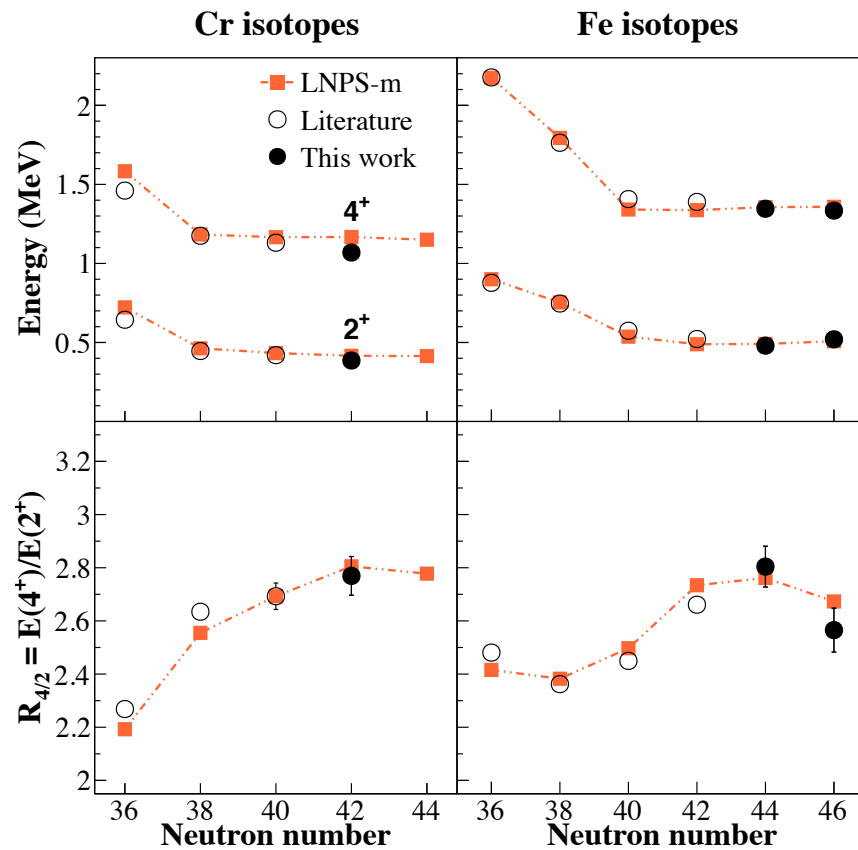 Cr isotopes
Fe isotopes
LNPS-m
Literature
This work
4⁺
2⁺
Energy (MeV)
2
1.5
1
0.5
R₄/₂ = E(4⁺)/E(2⁺)
3.2
3
2.8
2.6
2.4
2.2
2
36 38 40 42 44
36 38 40 42 44 46
Neutron number
Neutron number